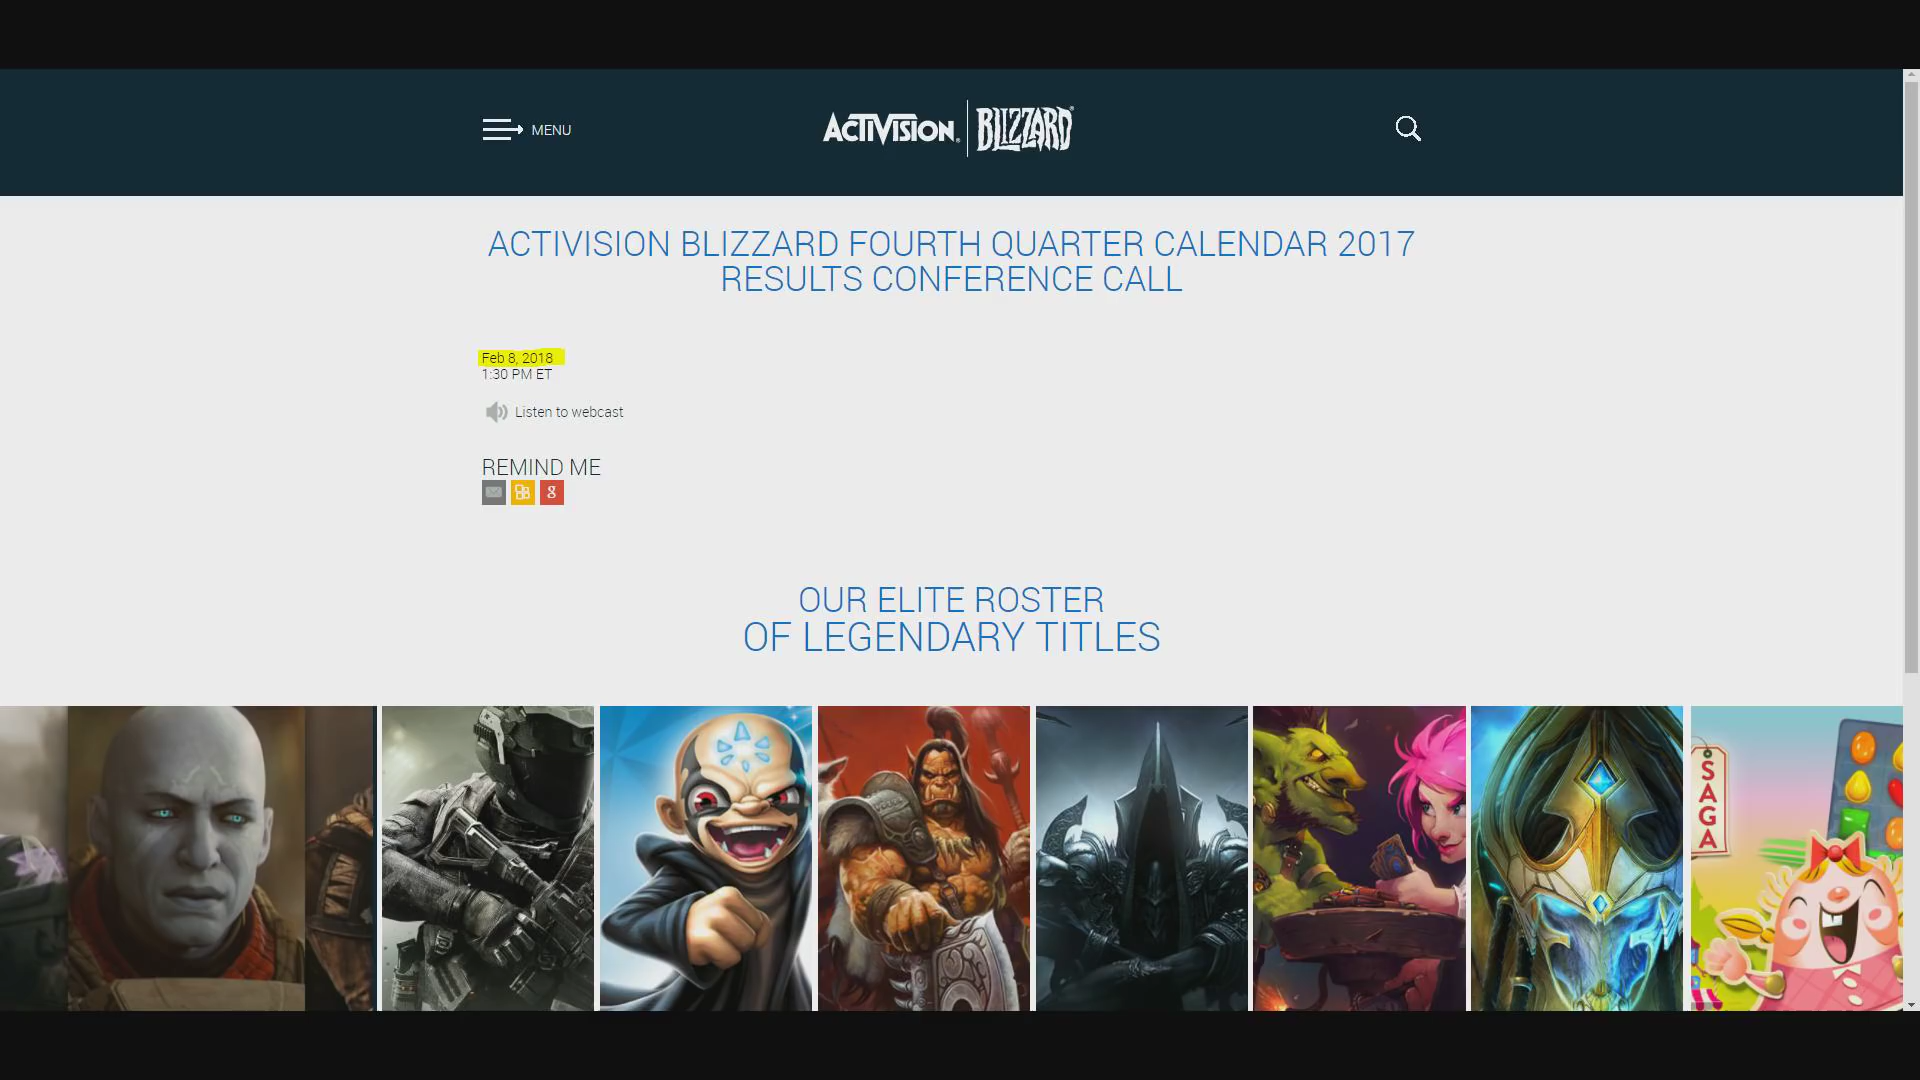 MENU
ACTIVISION
BLIZZARD
ACTIVISION BLIZZARD FOURTH QUARTER CALENDAR 2017
RESULTS CONFERENCE CALL
Feb 8, 2018
1:30 PM ET
Listen to webcast
REMIND ME
8
OUR ELITE ROSTER
OF LEGENDARY TITLES
SAGA